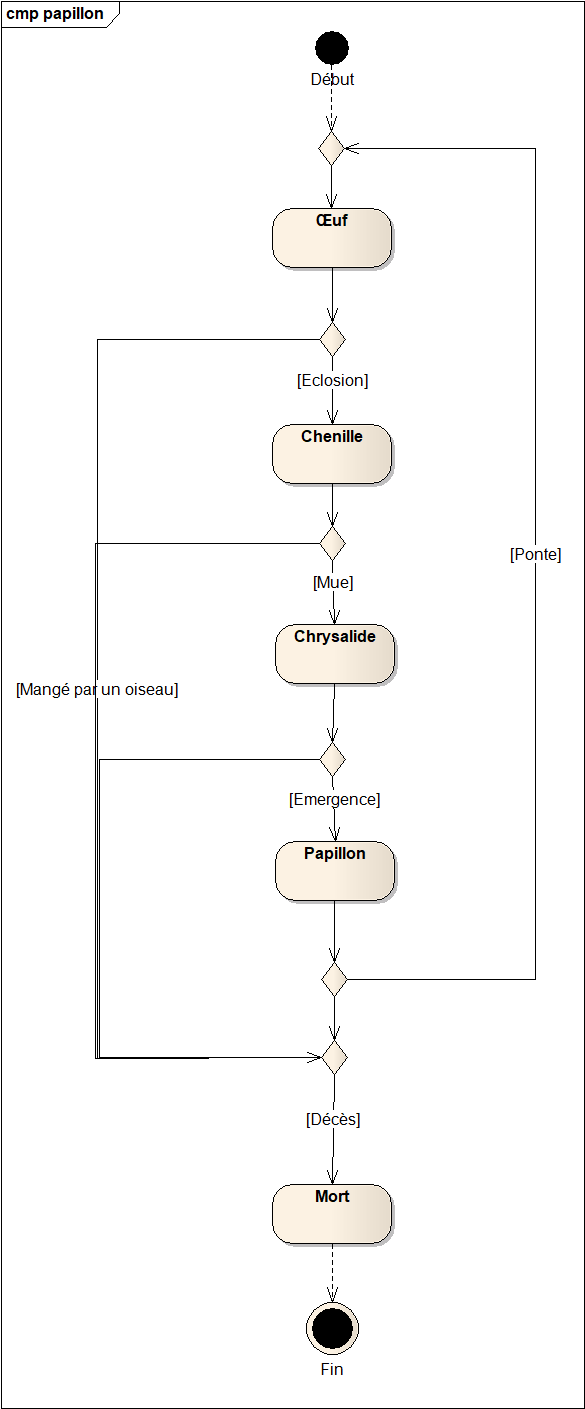 cmp papillon
Début
Œuf
[Eclosion]
Chenille
[Ponte]
[Mue]
Chrysalide
[Mangé par un oiseau]
[Emergence]
Papillon
[Décès]
Mort
Fin